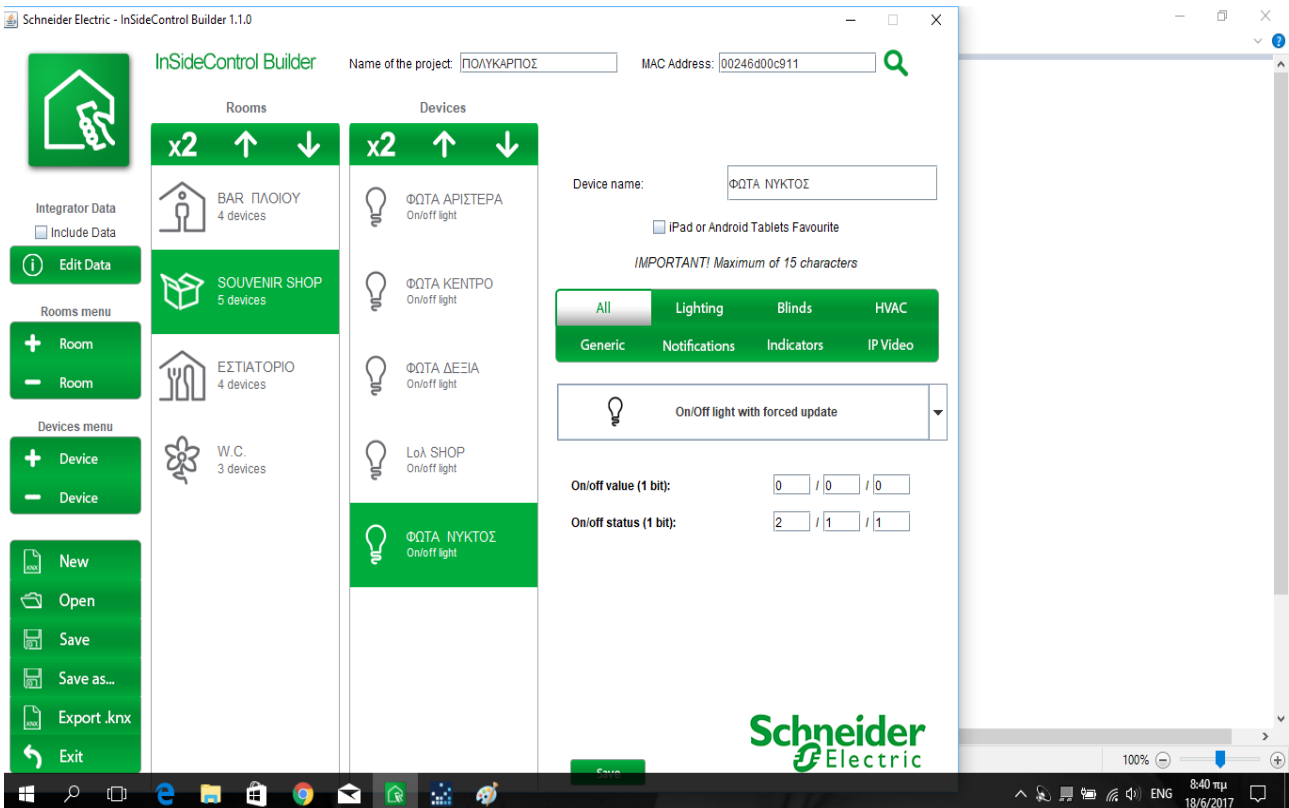 Schneider Electric - InSideControl Builder 1.1.0
InSideControl Builder
Name of the project: ΠΟΛΥΚΑΡΠΟΣ
MAC Address: 00246d00c911
Integrator Data
Include Data
Edit Data
Rooms menu
Room
Room
Devices menu
Device
Device
New
Open
Save
Save as...
Export .knx
Exit
Rooms
x2
BAR ΠΛΟΙΟΥ
4 devices
SOUVENIR SHOP
5 devices
ΕΣΤΙΑΤΟΡΙΟ
4 devices
W.C.
3 devices
Devices
x2
ΦΩΤΑ ΑΡΙΣΤΕΡΑ
On/off light
ΦΩΤΑ ΚΕΝΤΡΟ
On/off light
ΦΩΤΑ ΔΕΞΙΑ
On/off light
Loλ SHOP
On/off light
ΦΩΤΑ ΝΥΚΤΟΣ
On/off light
Device name: ΦΩΤΑ ΝΥΚΤΟΣ
iPad or Android Tablets Favourite
IMPORTANT! Maximum of 15 characters
All Lighting Blinds HVAC
Generic Notifications Indicators IP Video
On/Off light with forced update
On/off value (1 bit): 0 / 0 / 0
On/off status (1 bit): 2 / 1 / 1
Schneider
Electric
Save
100%
ENG
8:40 πμ
18/6/2017